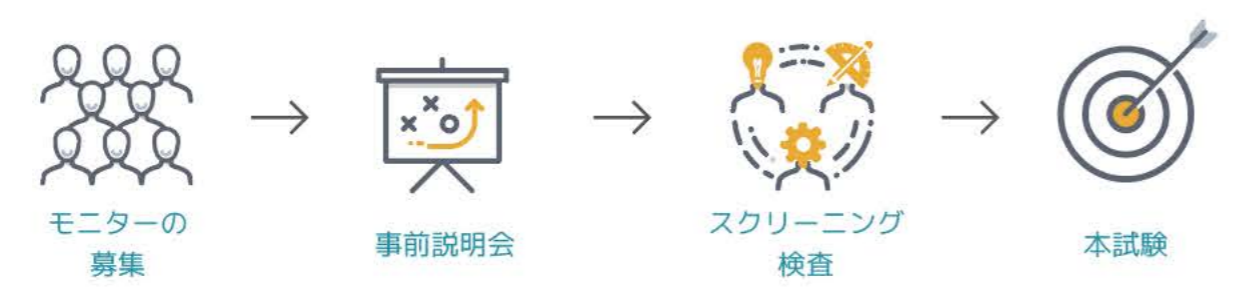 モニターの
募集
事前説明会
スクリーニング
検査
本試験